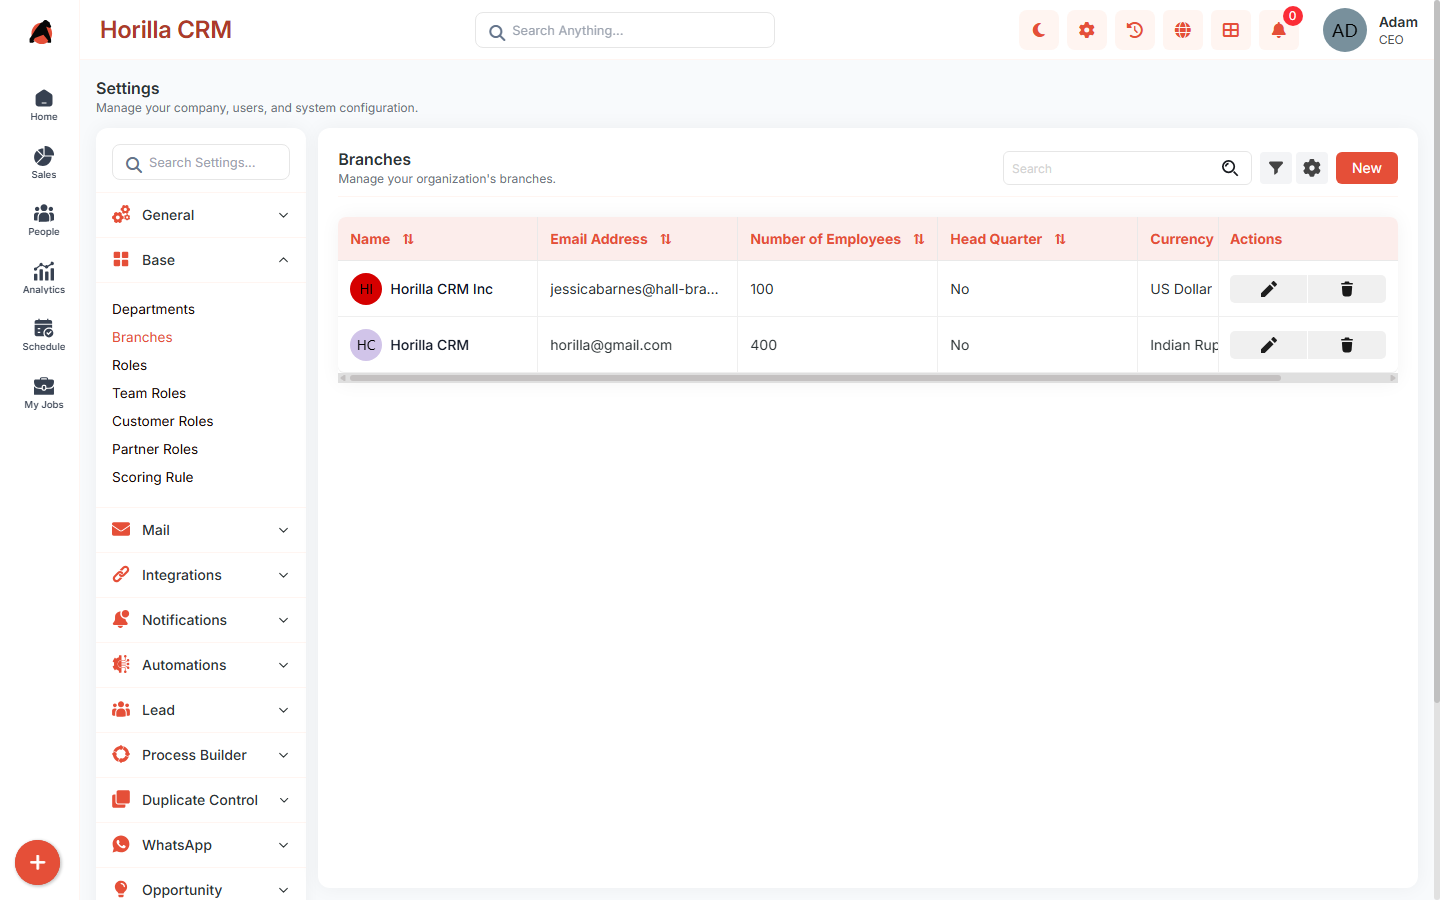 Horilla CRM
Search Anything...
0
AD
Adam
CEO
Home
Sales
People
Analytics
Schedule
My Jobs
Settings
Manage your company, users, and system configuration.
Search Settings...
General
Base
Departments
Branches
Roles
Team Roles
Customer Roles
Partner Roles
Scoring Rule
Mail
Integrations
Notifications
Automations
Lead
Process Builder
Duplicate Control
WhatsApp
Opportunity
Branches
Manage your organization's branches.
Search
New
Name Email Address Number of Employees Head Quarter Currency Actions
HI Horilla CRM Inc jessicabarnes@hall-bra... 100 No US Dollar
HC Horilla CRM horilla@gmail.com 400 No Indian Rup